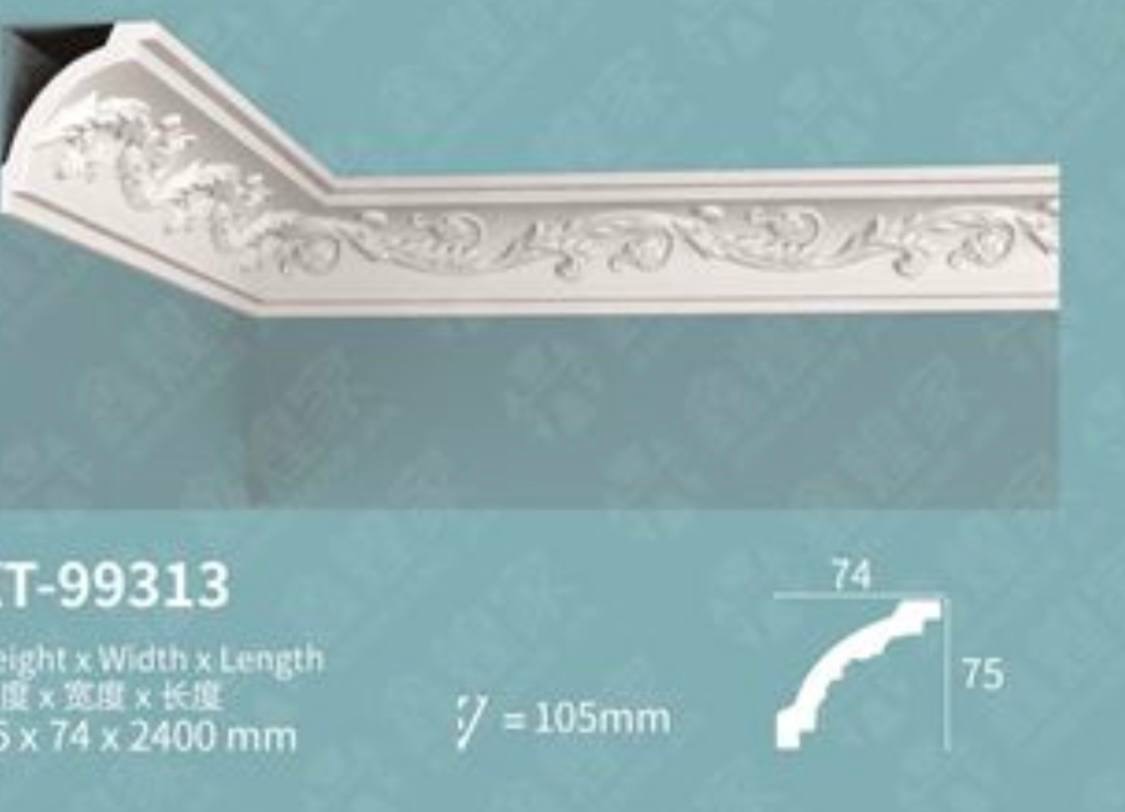 T-99313
eight x Width x Length
度 x 宽度 x 长度
5 x 74 x 2400 mm
= 105mm
74
75